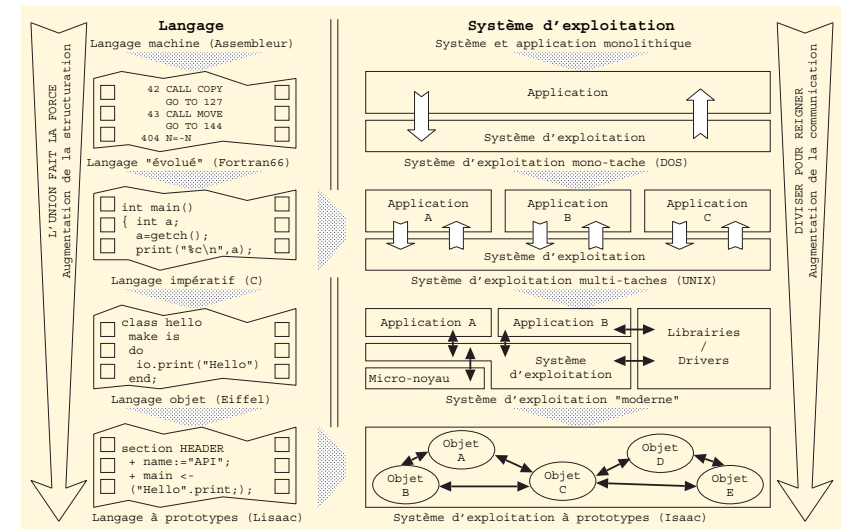 L'UNION FAIT LA FORCE
Augmentation de la structuration
Langage
Langage machine (Assembleur)
42 CALL COPY
GO TO 127
43 CALL MOVE
GO TO 144
404 N=-N
Langage "évolué" (Fortran66)
int main()
{ int a;
a=getch();
print("%c\n",a);
Langage impératif (C)
class hello
make is
do
io.print("Hello")
end;
Langage objet (Eiffel)
section HEADER
+ name:="API";
+ main <-
("Hello".print;);
Langage à prototypes (Lisaac)
Système d'exploitation
Système et application monolithique
Application
Système d'exploitation
Système d'exploitation mono-tache (DOS)
Application
A
Application
B
Application
C
Système d'exploitation
Système d'exploitation multi-taches (UNIX)
Application A
Application B
Librairies
/
Drivers
Système
d'exploitation
Micro-noyau
Système d'exploitation "moderne"
Objet
A
Objet
B
Objet
C
Objet
D
Objet
E
Système d'exploitation à prototypes (Isaac)
DIVISER POUR REIGNER
Augmentation de la communication